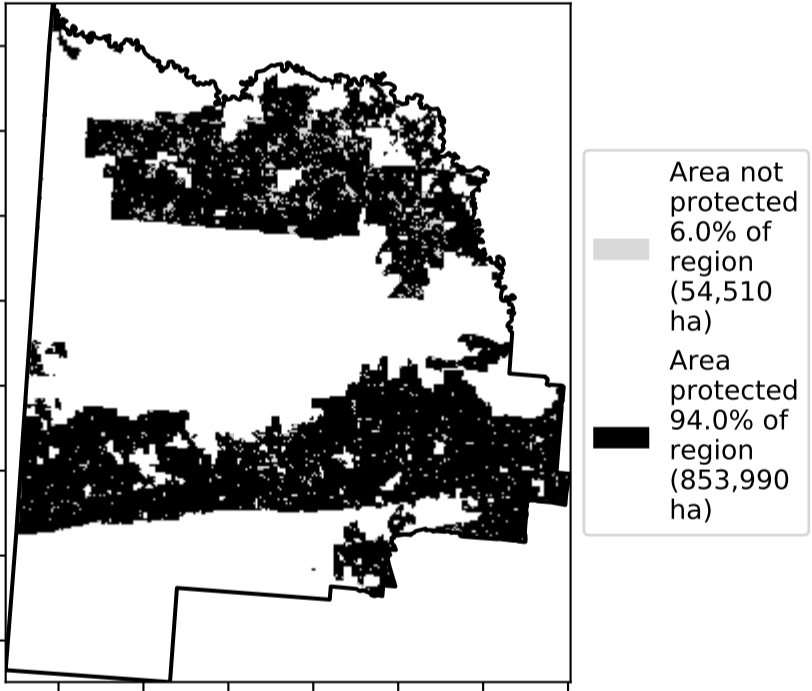 Area not
protected
6.0% of
region
(54,510
ha)
Area
protected
94.0% of
region
(853,990
ha)